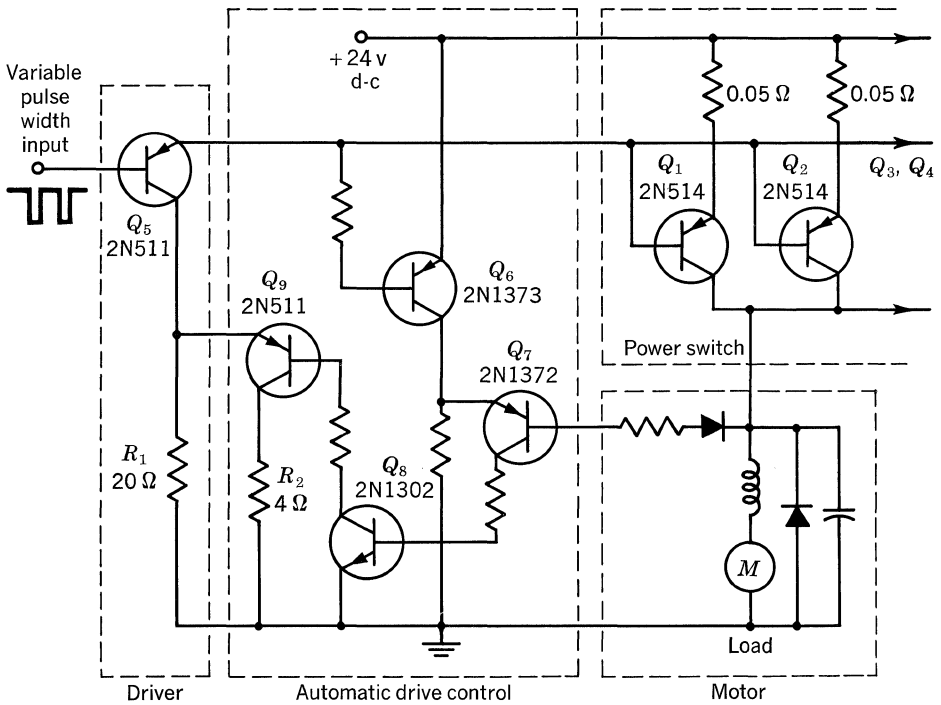 Variable
pulse
width
input
+24 v
d-c
0.05 Ω
0.05 Ω
Q1
2N514
Q2
2N514
Q3, Q4
Q5
2N511
Q9
2N511
Q6
2N1373
Q7
2N1372
Power switch
R1
20 Ω
R2
4 Ω
Q8
2N1302
M
Load
Driver
Automatic drive control
Motor